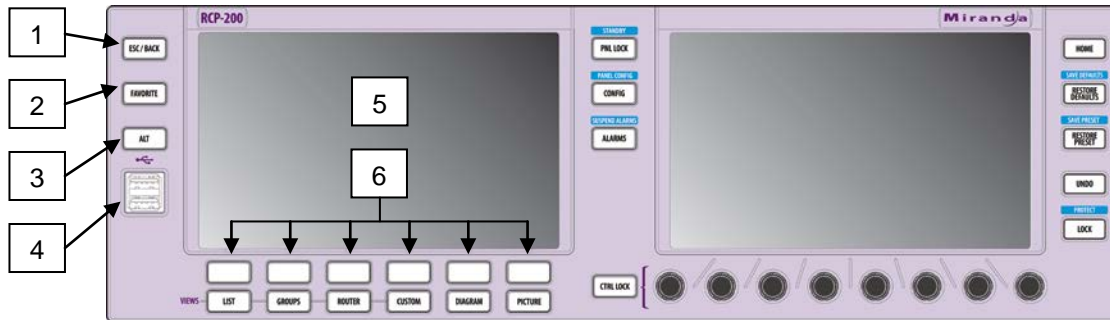 1
2
3
4
5
6
RCP-200
Miranda
ESC / BACK
FAVORITE
ALT
STANDBY
PNL LOCK
PANEL CONFIG
CONFIG
SUSPEND ALARMS
ALARMS
HOME
SAVE DEFAULTS
RESTORE
DEFAULTS
SAVE PRESET
RESTORE
PRESET
UNDO
PROTECT
LOCK
VIEWS
LIST
GROUPS
ROUTER
CUSTOM
DIAGRAM
PICTURE
CTRL LOCK